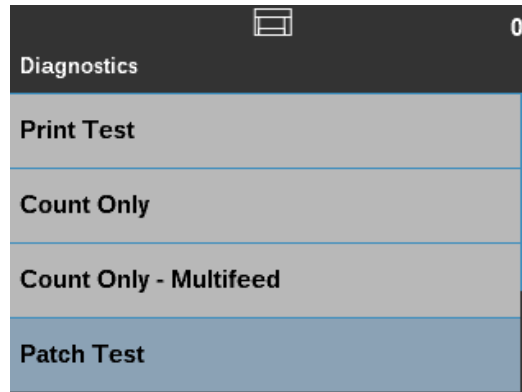 0
Diagnostics
Print Test
Count Only
Count Only - Multifeed
Patch Test